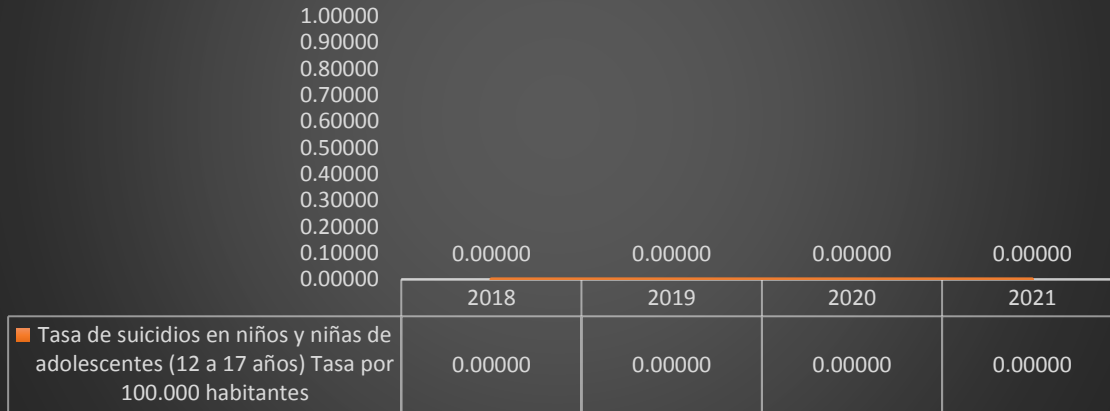 1.00000
0.90000
0.80000
0.70000
0.60000
0.50000
0.40000
0.30000
0.20000
0.10000
0.00000
0.00000 0.00000 0.00000 0.00000
2018 2019 2020 2021
Tasa de suicidios en niños y niñas de
adolescentes (12 a 17 años) Tasa por
100.000 habitantes
0.00000 0.00000 0.00000 0.00000